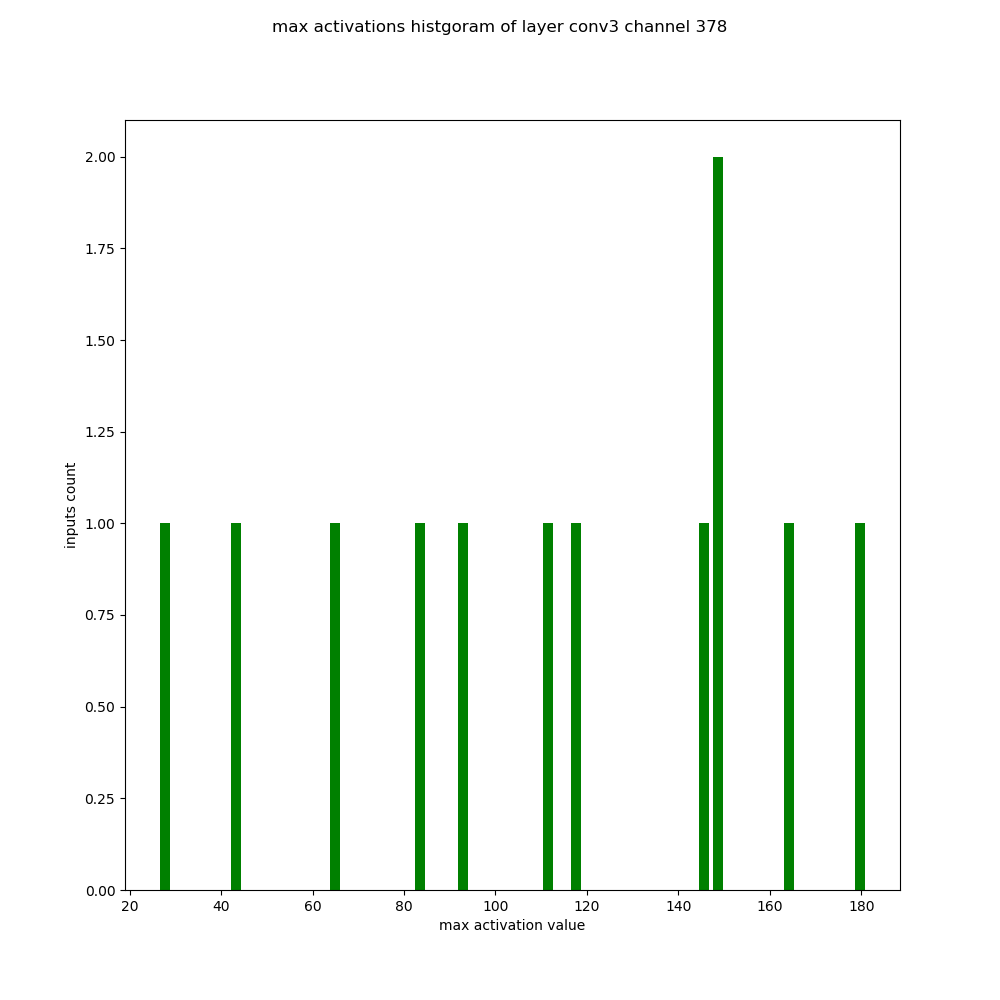 max activations histgoram of layer conv3 channel 378
2.00
1.75
1.50
1.25
1.00
0.75
0.50
0.25
0.00
inputs count
20 40 60 80 100 120 140 160 180
max activation value